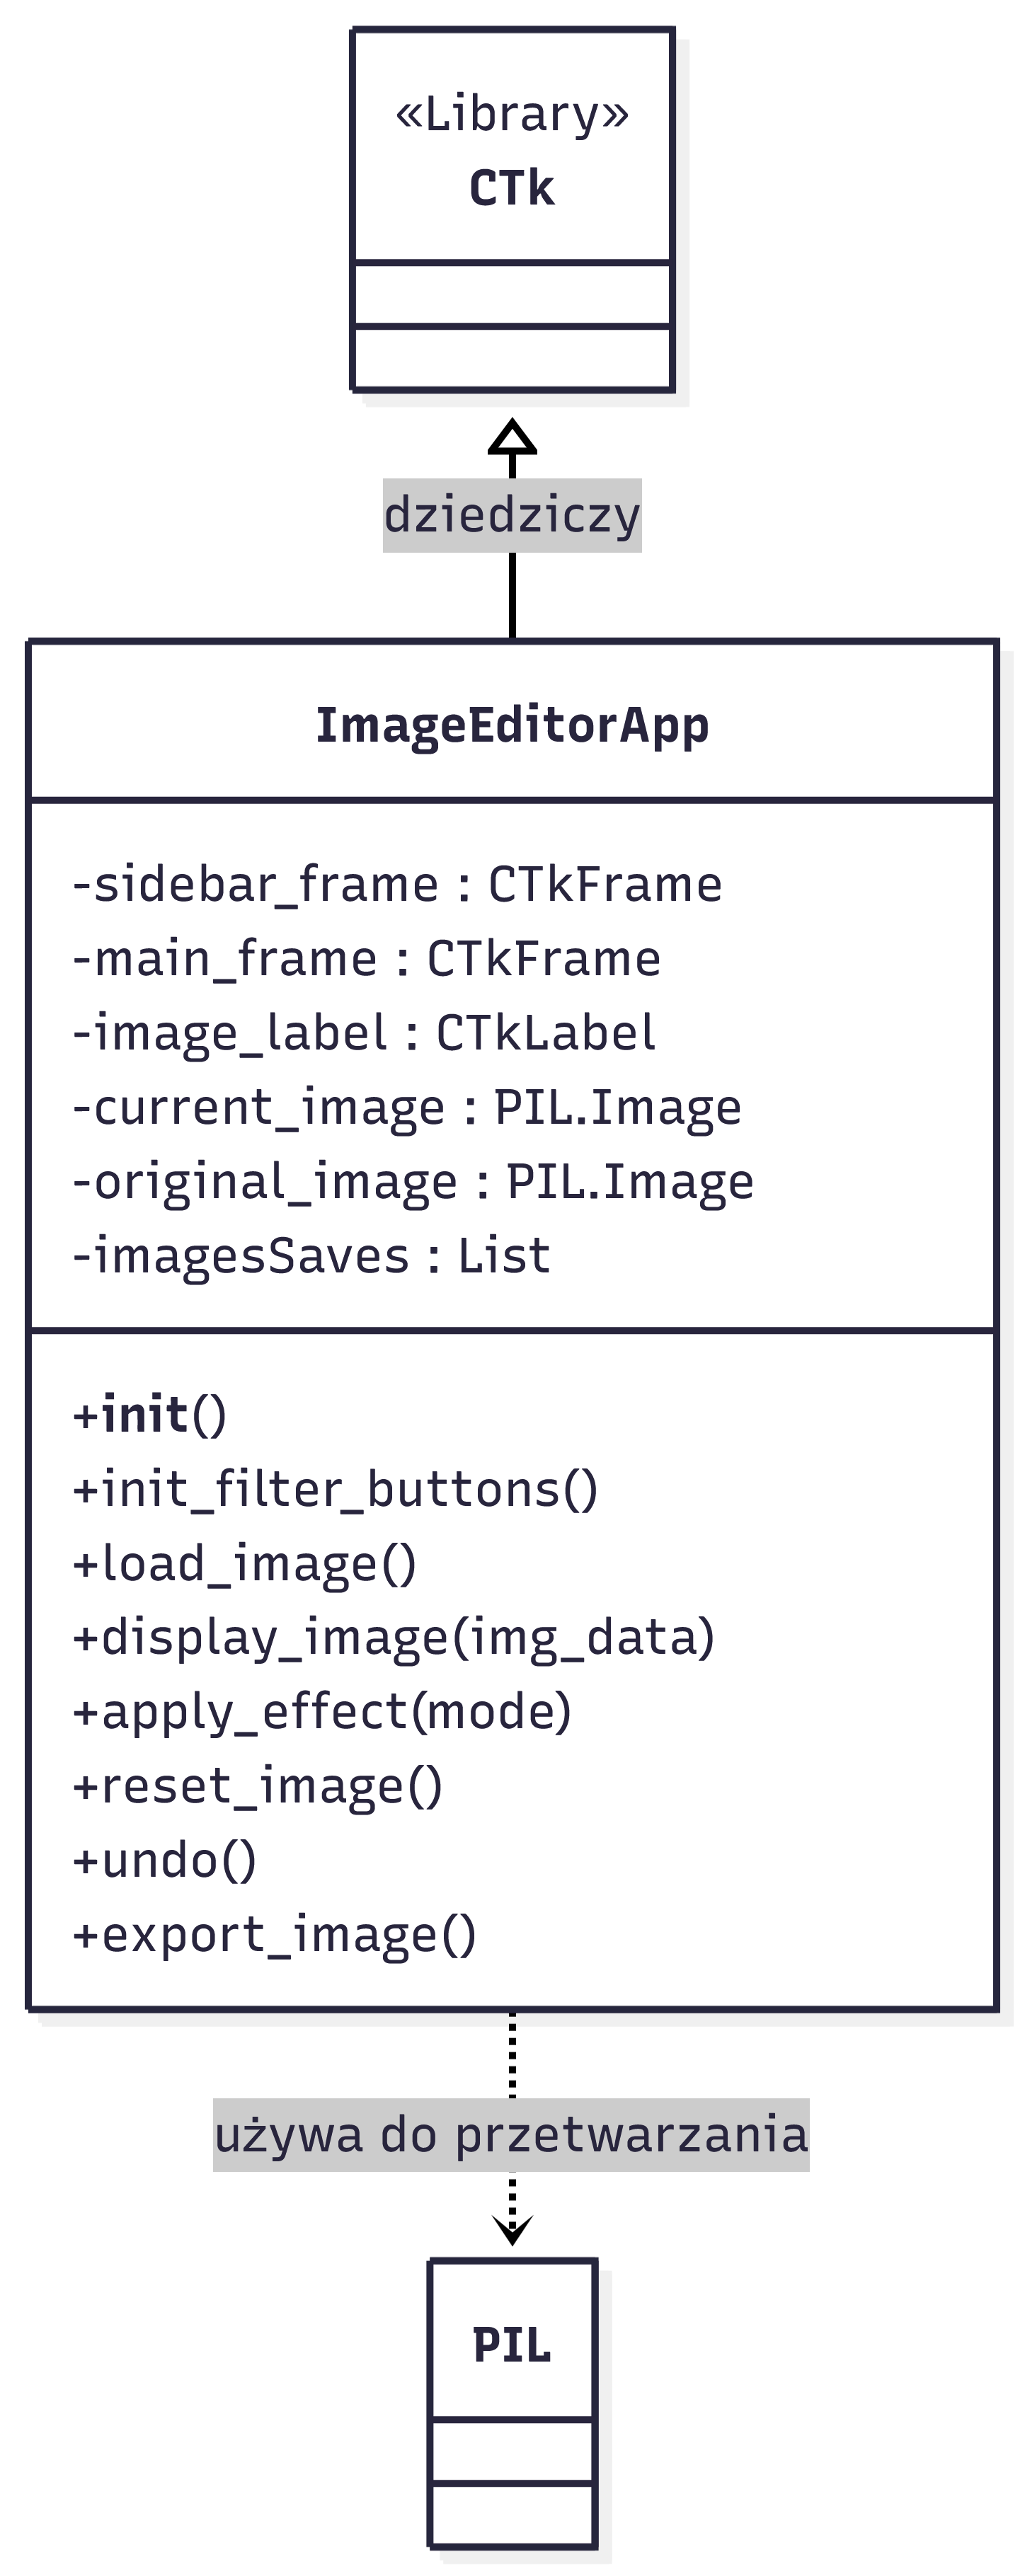 «Library»
CTk
dziedziczy
ImageEditorApp
-sidebar_frame : CTkFrame
-main_frame : CTkFrame
-image_label : CTkLabel
-current_image : PIL.Image
-original_image : PIL.Image
-imagesSaves : List
+init()
+init_filter_buttons()
+load_image()
+display_image(img_data)
+apply_effect(mode)
+reset_image()
+undo()
+export_image()
używa do przetwarzania
PIL